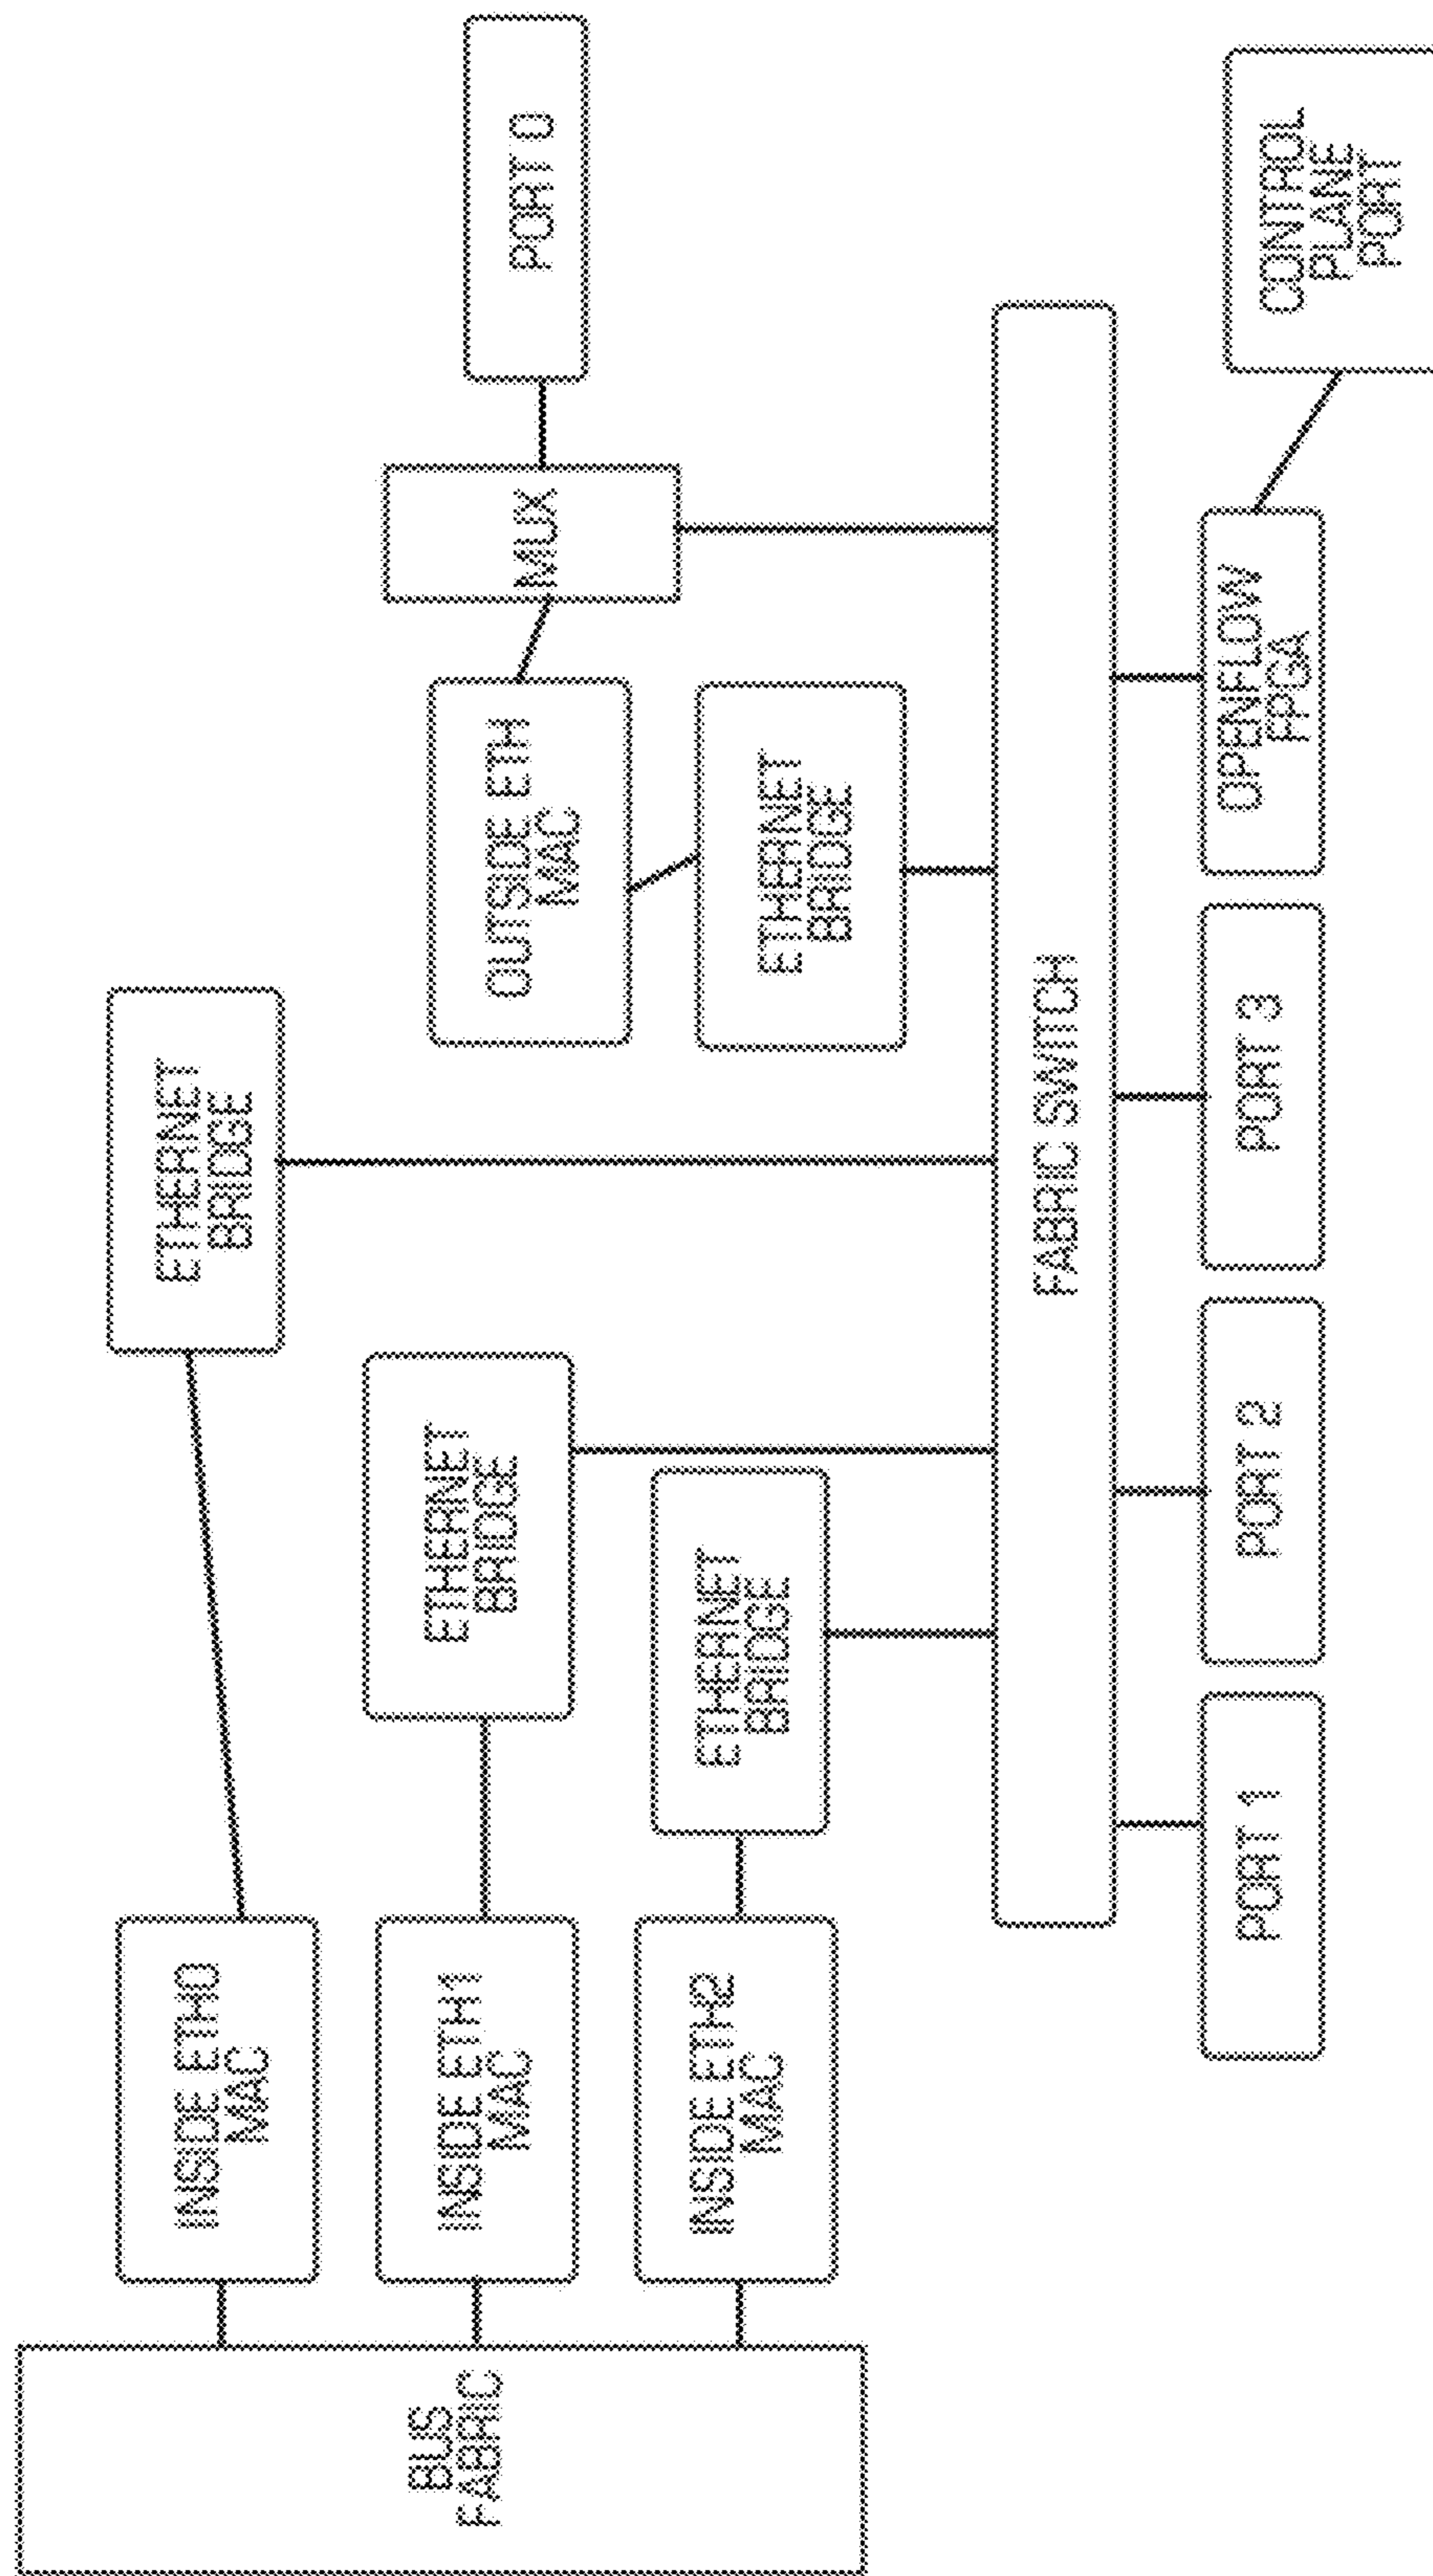 BUS
FABRIC
INSIDE ETH0
MAC
INSIDE ETH1
MAC
INSIDE ETH2
MAC
ETHERNET
BRIDGE
ETHERNET
BRIDGE
ETHERNET
BRIDGE
OUTSIDE ETH
MAC
ETHERNET
BRIDGE
MUX
PORT 0
FABRIC SWITCH
PORT 1
PORT 2
PORT 3
OPENFLOW
FPGA
CONTROL
PLANE
PORT